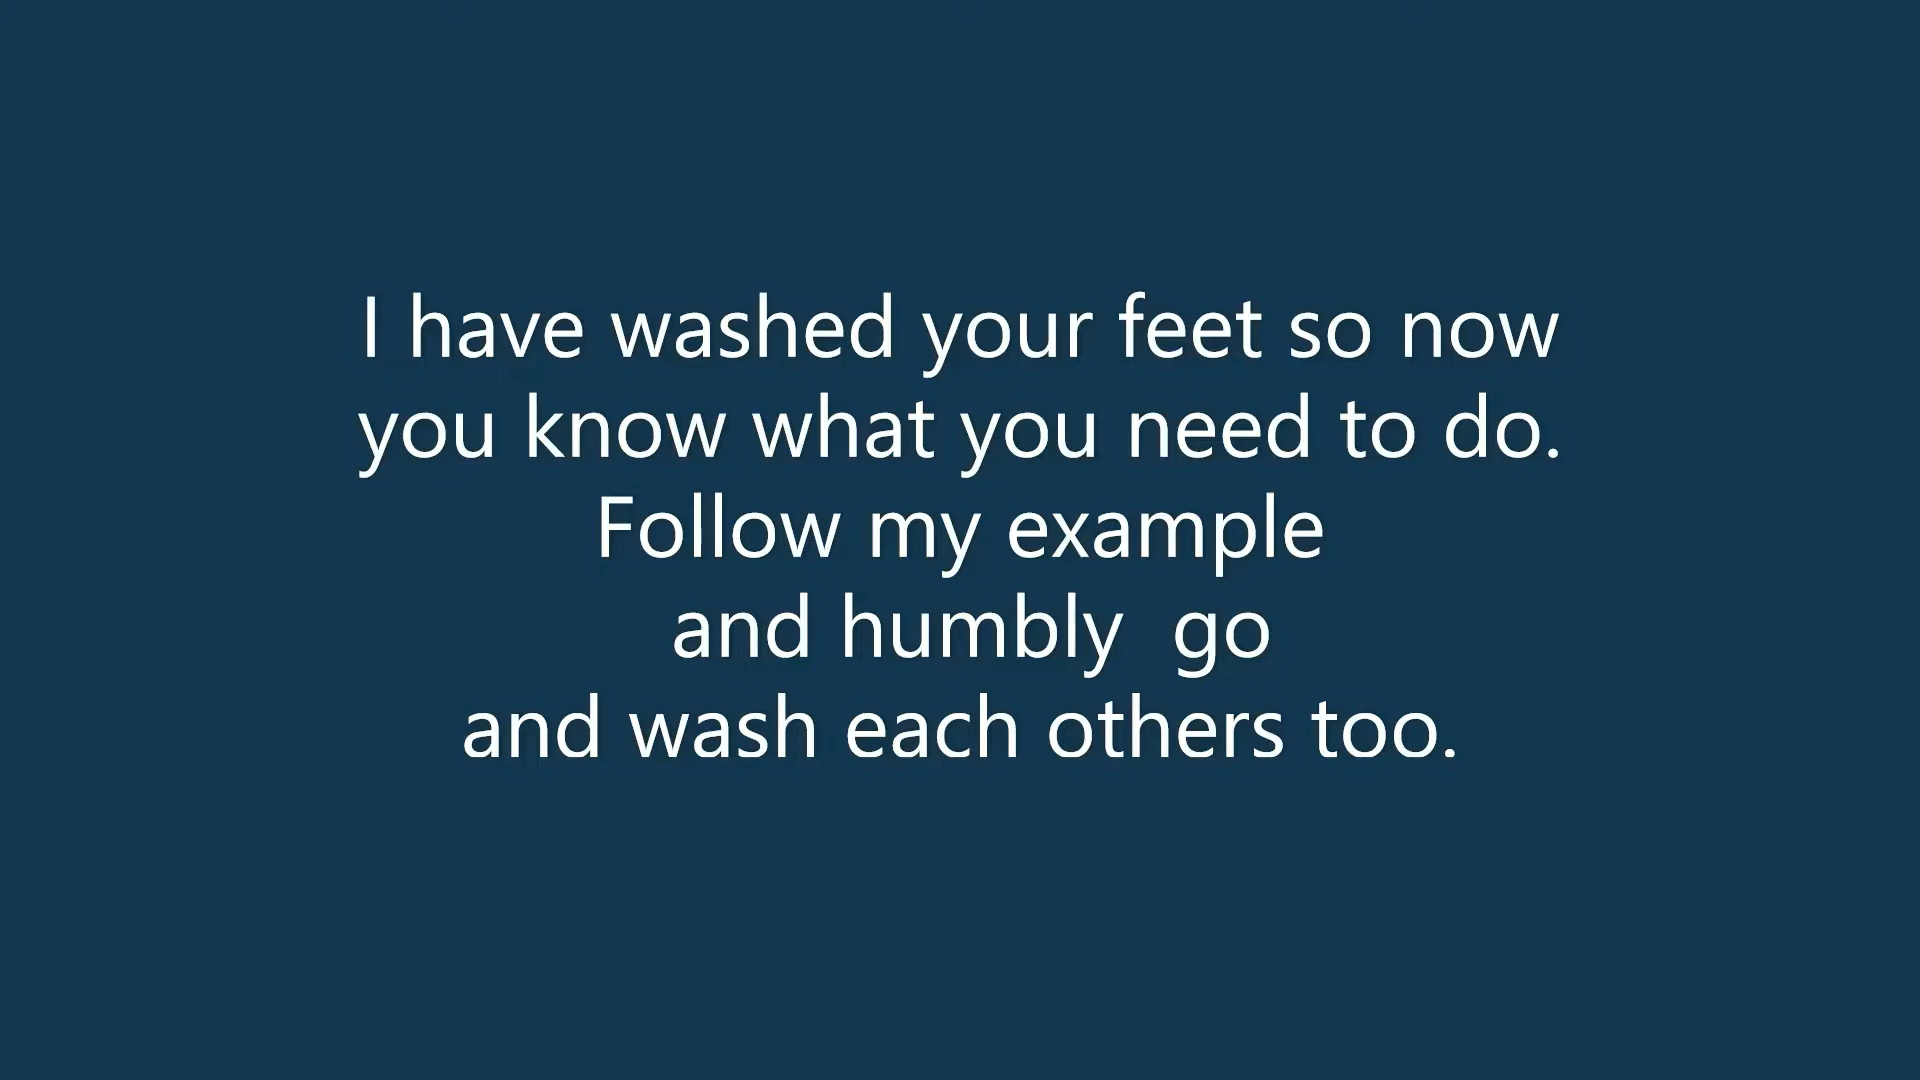 I have washed your feet so now
you know what you need to do.
Follow my example
and humbly  go
and wash each others too.